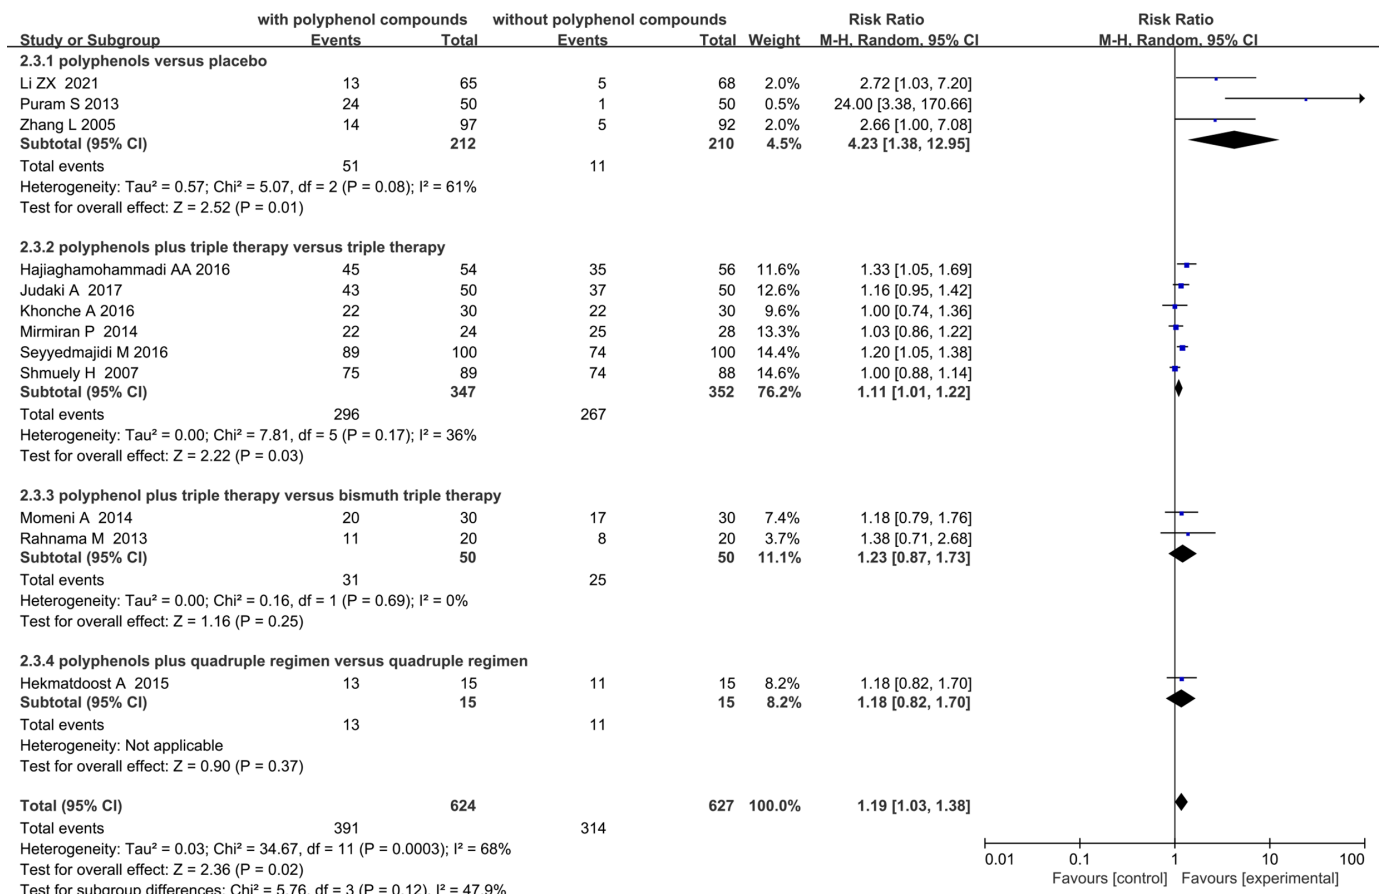 with polyphenol compounds without polyphenol compounds Risk Ratio Risk Ratio
Study or Subgroup Events Total Events Total Weight M-H, Random, 95% CI M-H, Random, 95% CI
2.3.1 polyphenols versus placebo
Li ZX 2021 13 65 5 68 2.0% 2.72 [1.03, 7.20]
Puram S 2013 24 50 1 50 0.5% 24.00 [3.38, 170.66]
Zhang L 2005 14 97 5 92 2.0% 2.66 [1.00, 7.08]
Subtotal (95% CI) 212 210 4.5% 4.23 [1.38, 12.95]
Total events 51 11
Heterogeneity: Tau² = 0.57; Chi² = 5.07, df = 2 (P = 0.08); I² = 61%
Test for overall effect: Z = 2.52 (P = 0.01)
2.3.2 polyphenols plus triple therapy versus triple therapy
Hajiaghamohammadi AA 2016 45 54 35 56 11.6% 1.33 [1.05, 1.69]
Judaki A 2017 43 50 37 50 12.6% 1.16 [0.95, 1.42]
Khonche A 2016 22 30 22 30 9.6% 1.00 [0.74, 1.36]
Mirmiran P 2014 22 24 25 28 13.3% 1.03 [0.86, 1.22]
Seyyedmajidi M 2016 89 100 74 100 14.4% 1.20 [1.05, 1.38]
Shmuely H 2007 75 89 74 88 14.6% 1.00 [0.88, 1.14]
Subtotal (95% CI) 347 352 76.2% 1.11 [1.01, 1.22]
Total events 296 267
Heterogeneity: Tau² = 0.00; Chi² = 7.81, df = 5 (P = 0.17); I² = 36%
Test for overall effect: Z = 2.22 (P = 0.03)
2.3.3 polyphenol plus triple therapy versus bismuth triple therapy
Momeni A 2014 20 30 17 30 7.4% 1.18 [0.79, 1.76]
Rahnama M 2013 11 20 8 20 3.7% 1.38 [0.71, 2.68]
Subtotal (95% CI) 50 50 11.1% 1.23 [0.87, 1.73]
Total events 31 25
Heterogeneity: Tau² = 0.00; Chi² = 0.16, df = 1 (P = 0.69); I² = 0%
Test for overall effect: Z = 1.16 (P = 0.25)
2.3.4 polyphenols plus quadruple regimen versus quadruple regimen
Hekmatdoost A 2015 13 15 11 15 8.2% 1.18 [0.82, 1.70]
Subtotal (95% CI) 15 15 8.2% 1.18 [0.82, 1.70]
Total events 13 11
Heterogeneity: Not applicable
Test for overall effect: Z = 0.90 (P = 0.37)
Total (95% CI) 624 627 100.0% 1.19 [1.03, 1.38]
Total events 391 314
Heterogeneity: Tau² = 0.03; Chi² = 34.67, df = 11 (P = 0.0003); I² = 68%
Test for overall effect: Z = 2.36 (P = 0.02)
Test for subgroup differences: Chi² = 5.76, df = 3 (P = 0.12), I² = 47.9%
0.01 0.1 1 10 100
Favours [control] Favours [experimental]